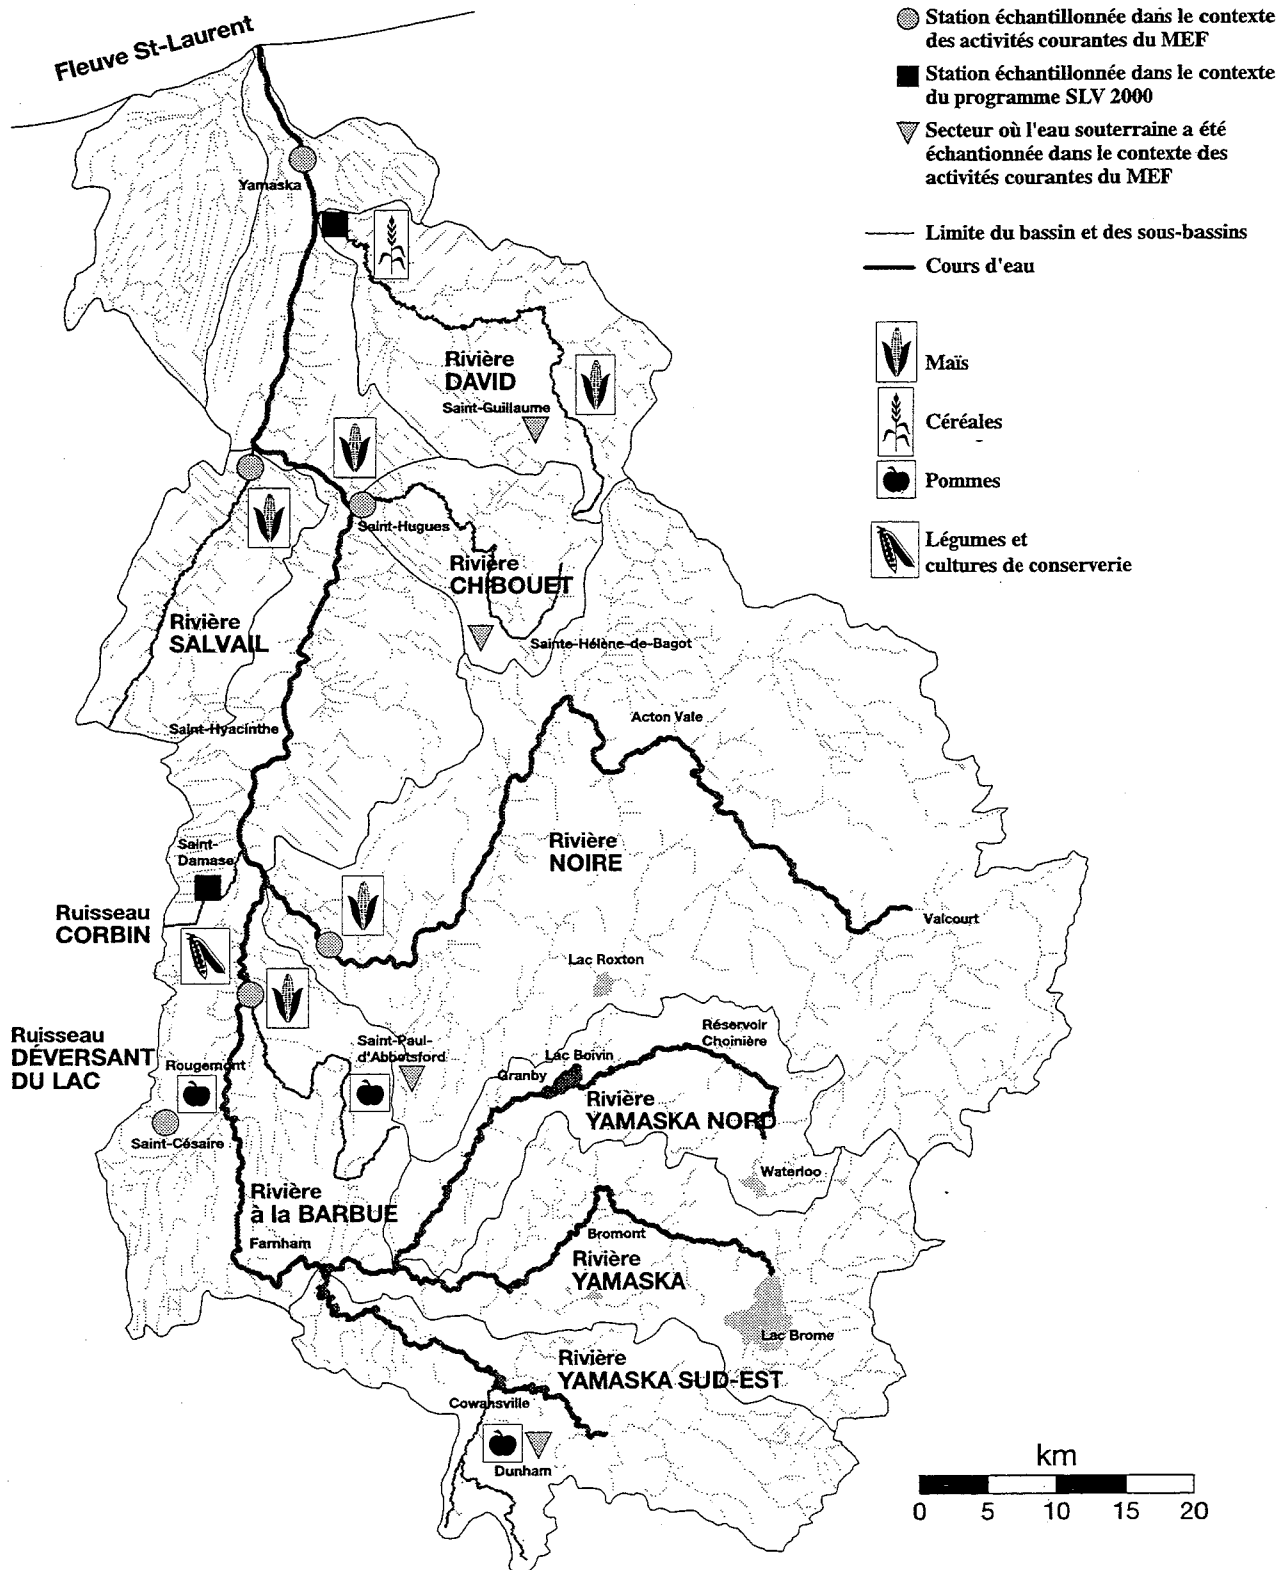 Fleuve St-Laurent
Station échantillonnée dans le contexte
des activités courantes du MEF
Station échantillonnée dans le contexte
du programme SLV 2000
Secteur où l'eau souterraine a été
échantionnée dans le contexte des
activités courantes du MEF
Limite du bassin et des sous-bassins
Cours d'eau
Maïs
Céréales
Pommes
Légumes et
cultures de conserverie
Yamaska
Rivière
DAVID
Saint-Guillaume
Saint-Hugues
Rivière
CHIBOUET
Rivière
SALVAIL
Sainte-Hélène-de-Bagot
Saint-Hyacinthe
Acton Vale
Rivière
NOIRE
Saint-
Damase
Ruisseau
CORBIN
Valcourt
Lac Roxton
Ruisseau
DÉVERSANT
DU LAC
Rougemont
Saint-Paul-
d'Abbotsford
Réservoir
Choinière
Lac Boivin
Granby
Rivière
YAMASKA NORD
Saint-Césaire
Waterloo
Rivière
à la BARBUE
Farnham
Bromont
Rivière
YAMASKA
Lac Brome
Rivière
YAMASKA SUD-EST
Cowansville
Dunham
km
0 5 10 15 20